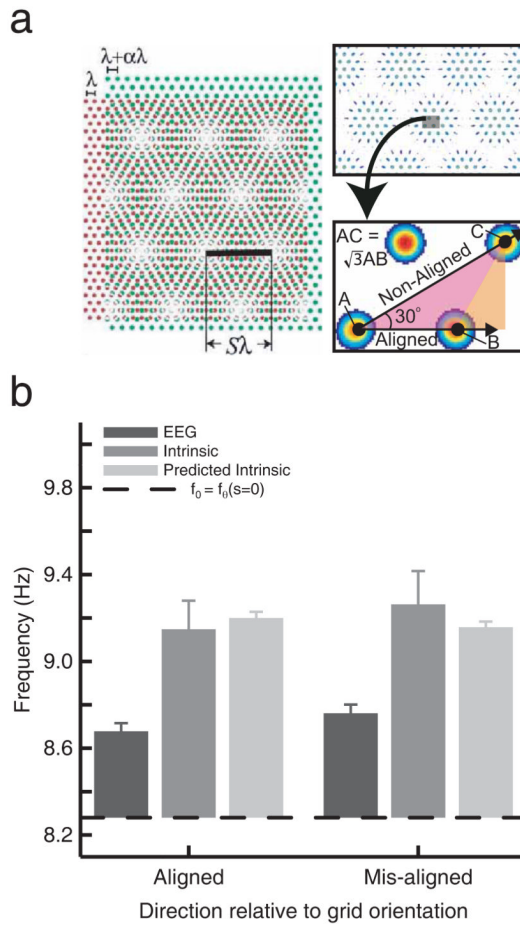 a
λ+αλ
λ
Sλ
AC =
√3AB
C
Non-Aligned
A
30°
Aligned
B
b
EEG
Intrinsic
Predicted Intrinsic
f₀ = fθ(s=0)
Frequency (Hz)
9.8
9.4
9.0
8.6
8.2
Aligned
Mis-aligned
Direction relative to grid orientation